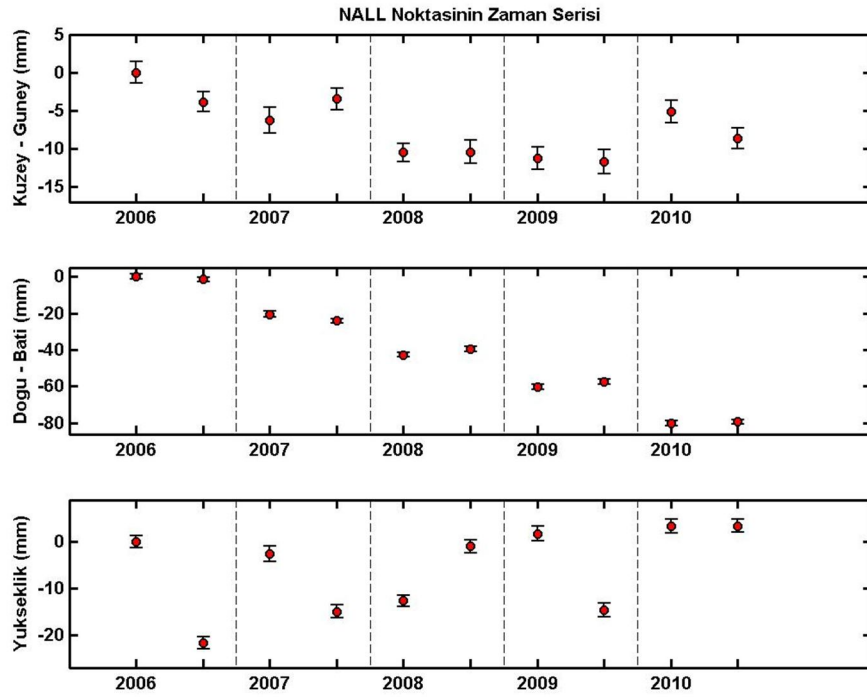 NALL Noktasinin Zaman Serisi
Kuzey - Guney (mm)
5
0
-5
-10
-15
2006 2007 2008 2009 2010
Dogu - Bati (mm)
0
-20
-40
-60
-80
2006 2007 2008 2009 2010
Yukseklik (mm)
0
-10
-20
2006 2007 2008 2009 2010